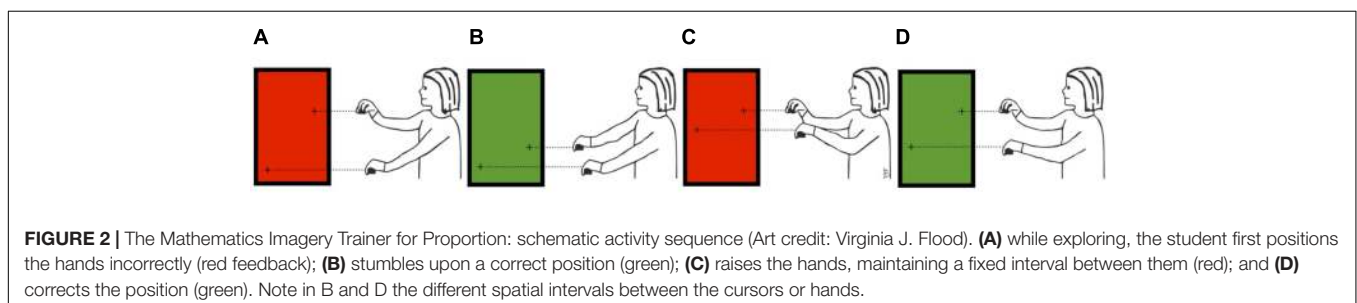 A B C D
FIGURE 2 | The Mathematics Imagery Trainer for Proportion: schematic activity sequence (Art credit: Virginia J. Flood). (A) while exploring, the student first positions
the hands incorrectly (red feedback); (B) stumbles upon a correct position (green); (C) raises the hands, maintaining a fixed interval between them (red); and (D)
corrects the position (green). Note in B and D the different spatial intervals between the cursors or hands.